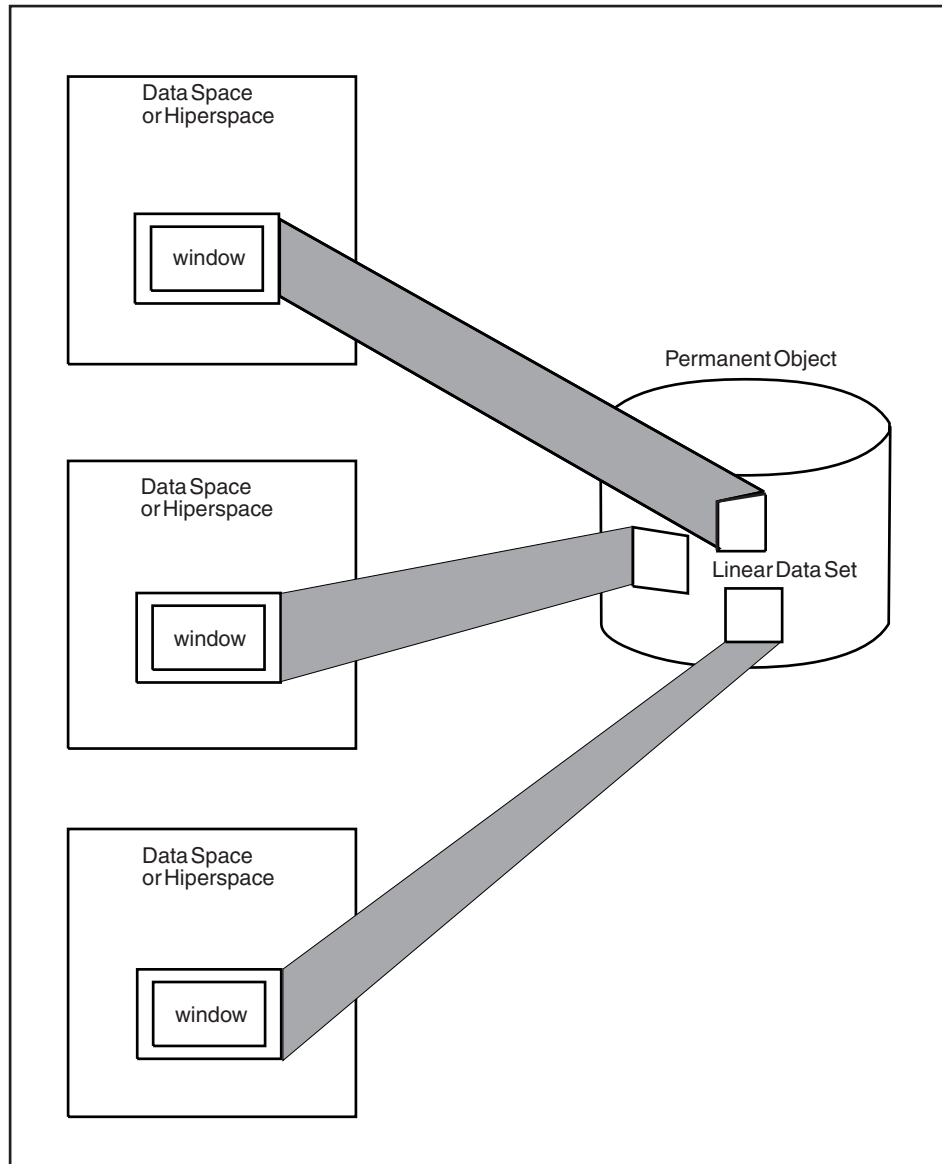 Data Space
or Hiperspace
window
Permanent Object
Data Space
or Hiperspace
Linear Data Set
window
Data Space
or Hiperspace
window